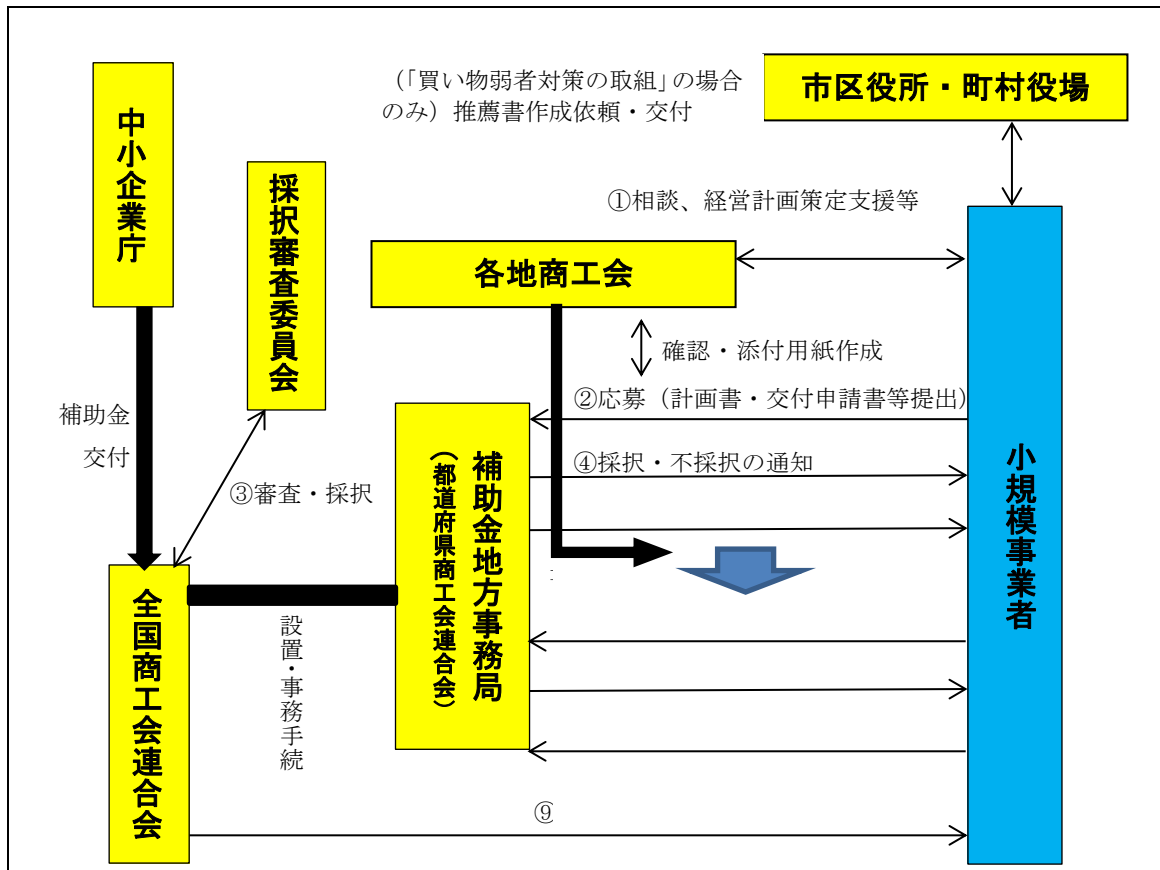 （「買い物弱者対策の取組」の場合
のみ）推薦書作成依頼・交付
市区役所・町村役場
中小企業庁
採択審査委員会
①相談、経営計画策定支援等
各地商工会
確認・添付用紙作成
②応募（計画書・交付申請書等提出）
補助金
交付
④採択・不採択の通知
③審査・採択
補助金地方事務局
（都道府県商工会連合会）
小規模事業者
全国商工会連合会
設置・事務手続
⑨